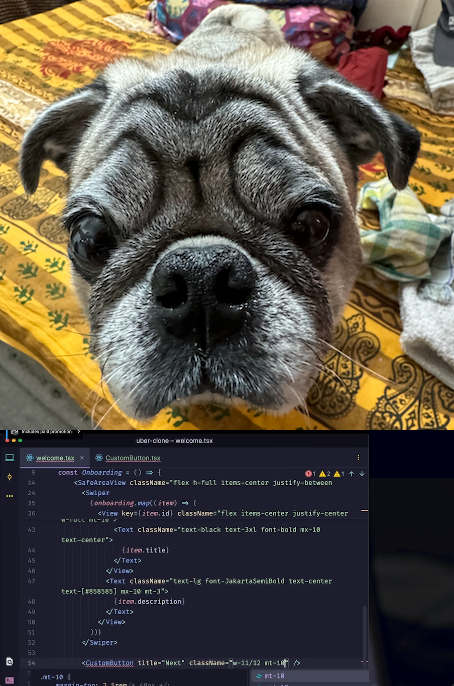 Includes paid promotion
uber-clone – welcome.tsx
welcome.tsx
CustomButton.tsx
9 const Onboarding = () => {
1 2 1
14 <SafeAreaView className="flex h-full items-center justify-between
24 <Swiper
35 {onboarding.map((item) => (
36 <View key={item.id} className="flex items-center justify-center
w-full mt-10">
43 <Text className="text-black text-3xl font-bold mx-10
text-center">
44 {item.title}
45 </Text>
46 </View>
47 <Text className="text-lg font-JakartaSemiBold text-center
text-[#858585] mx-10 mt-3">
48 {item.description}
49 </Text>
50 </View>
51 ))}
52 </Swiper>
53
54 <CustomButton title="Next" className="w-11/12 mt-10" />
.mt-10 {
mt-10